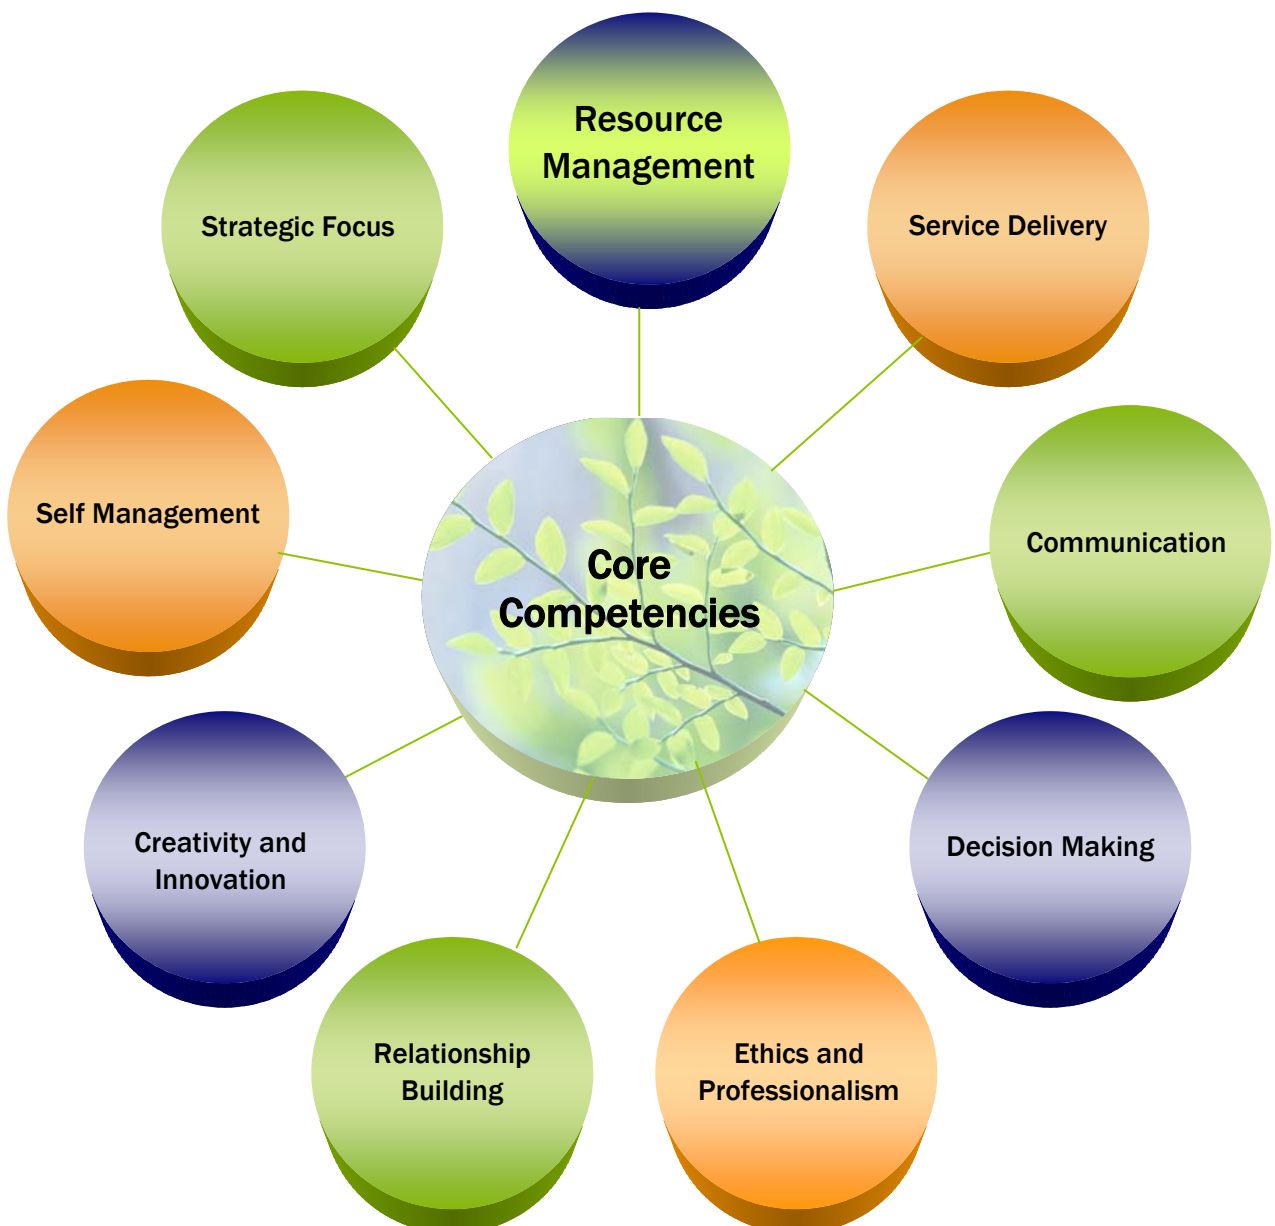 Resource
Management
Strategic Focus
Service Delivery
Self Management
Communication
Core
Competencies
Creativity and
Innovation
Decision Making
Relationship
Building
Ethics and
Professionalism